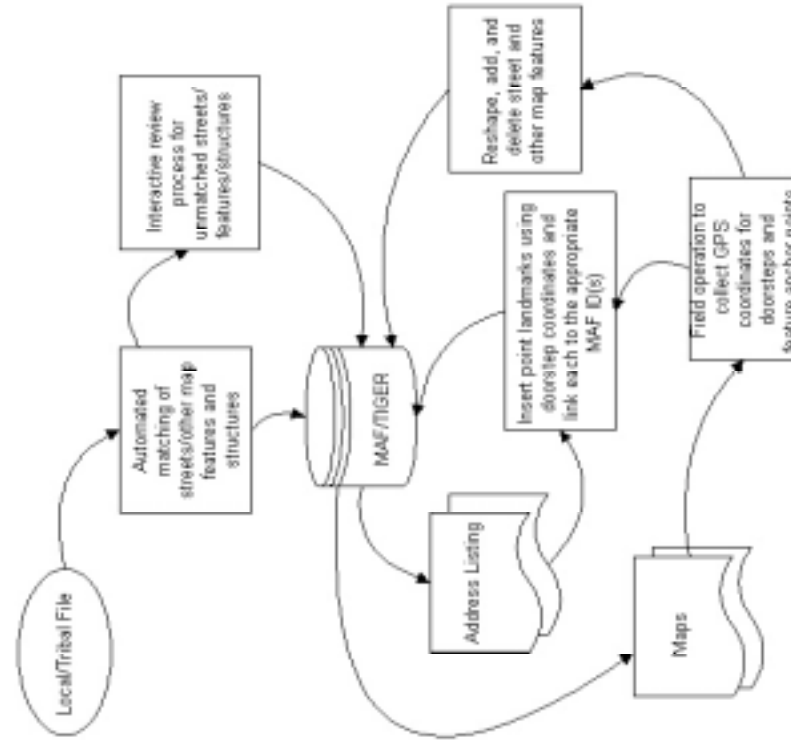 Local/Tribal File
Automated
matching of
streets/other map
features and
structures
Interactive review
process for
unmatched streets/
features/structures
MAF/TIGER
Address Listing
Insert point landmarks using
doorstep coordinates and
link each to the appropriate
MAF ID(s)
Reshape, add, and
delete street and
other map features
Maps
Field operation to
collect GPS
coordinates for
doorsteps and
feature anchor points